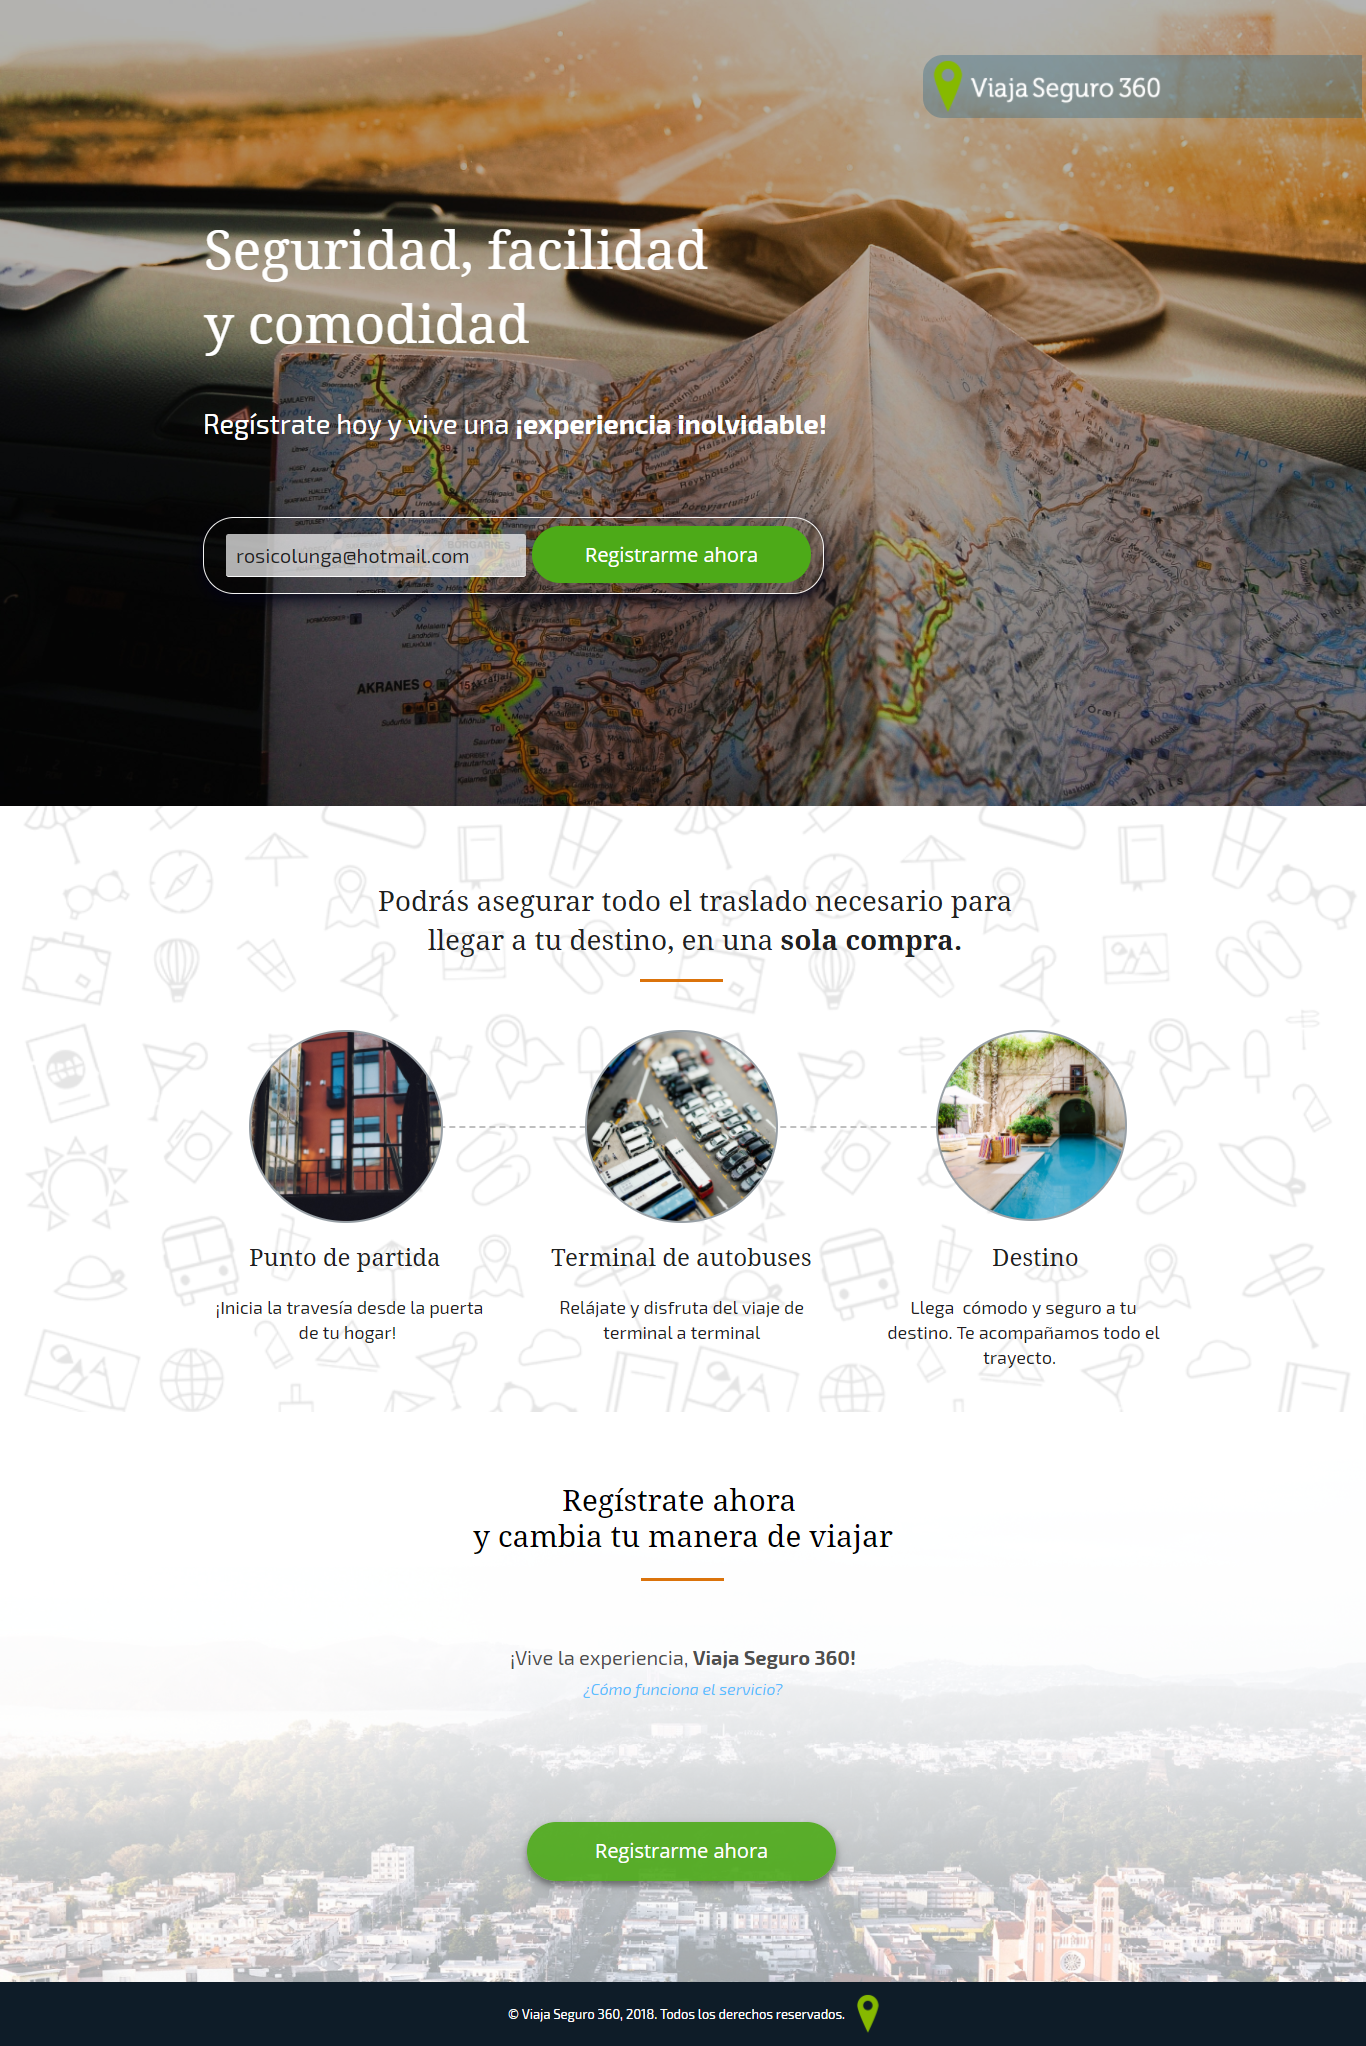 Viaja Seguro 360
Seguridad, facilidad
y comodidad
Regístrate hoy y vive una ¡experiencia inolvidable!
rosicolunga@hotmail.com
Registrarme ahora
AKRANES
Esja
Podrás asegurar todo el traslado necesario para
llegar a tu destino, en una sola compra.
Punto de partida
¡Inicia la travesía desde la puerta
de tu hogar!
Terminal de autobuses
Relájate y disfruta del viaje de
terminal a terminal
Destino
Llega  cómodo y seguro a tu
destino. Te acompañamos todo el
trayecto.
Regístrate ahora
y cambia tu manera de viajar
¡Vive la experiencia, Viaja Seguro 360!
¿Cómo funciona el servicio?
Registrarme ahora
© Viaja Seguro 360, 2018. Todos los derechos reservados.